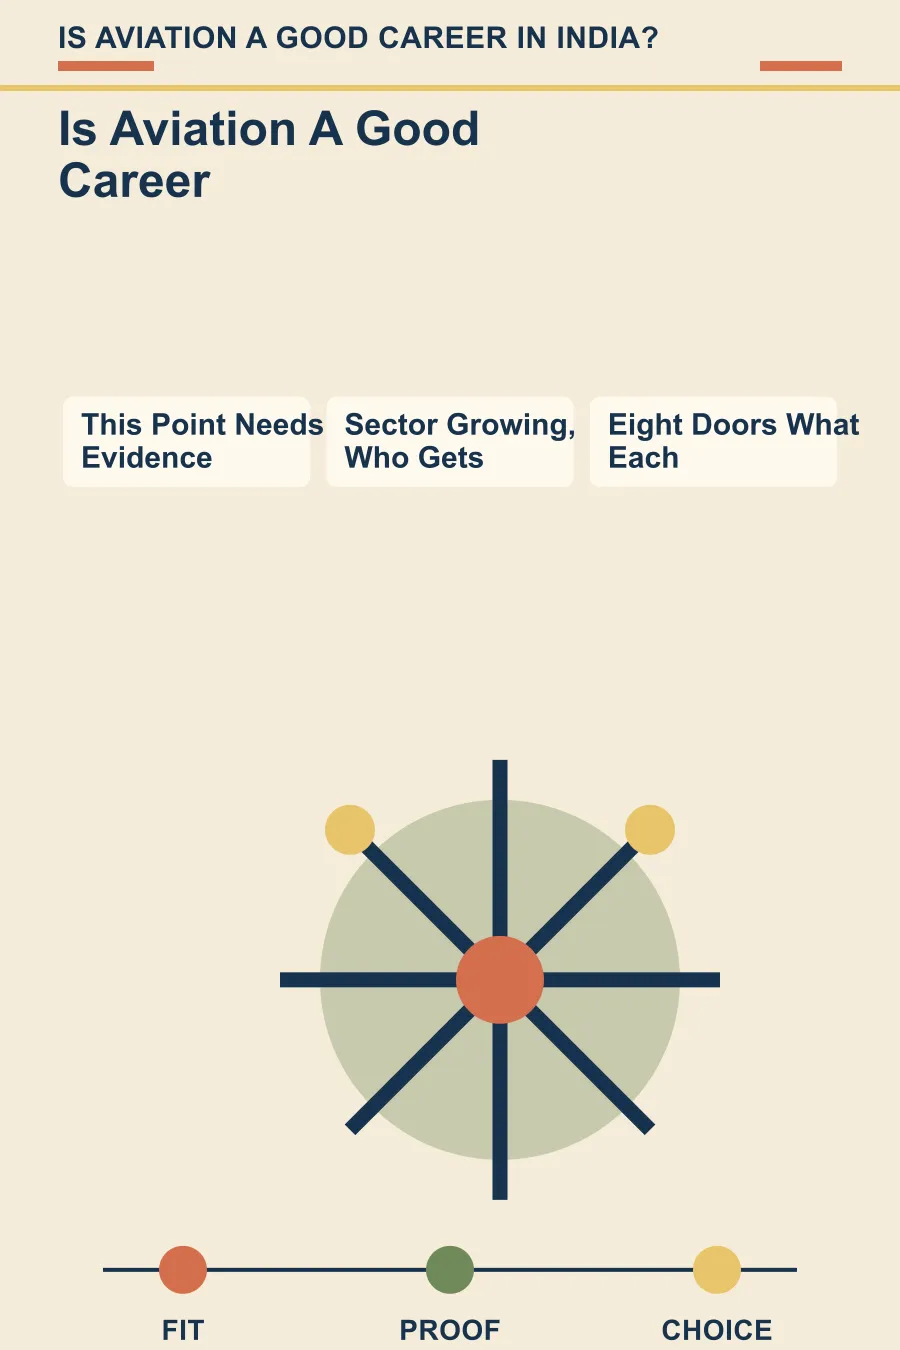 IS AVIATION A GOOD CAREER IN INDIA?
Is Aviation A Good
Career
This Point Needs
Evidence
Sector Growing,
Who Gets
Eight Doors What
Each
FIT
PROOF
CHOICE